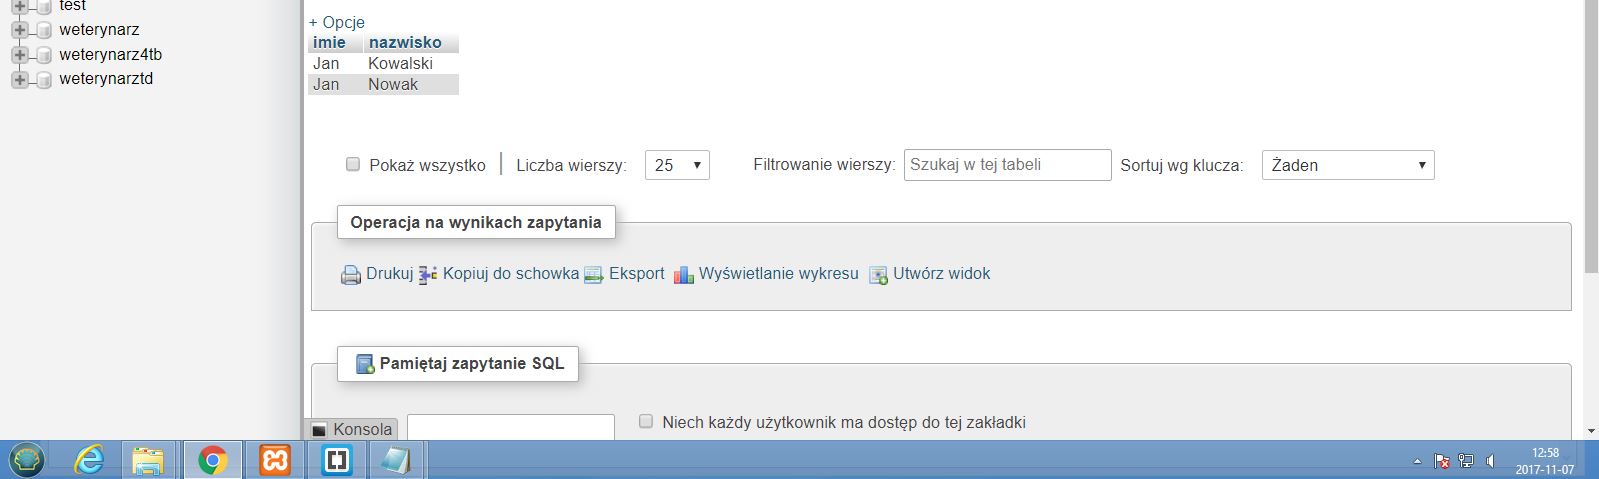 test
weterynarz
weterynarz4tb
weterynarztd
+ Opcje
imie nazwisko
Jan Kowalski
Jan Nowak
Pokaż wszystko | Liczba wierszy: 25 Filtrowanie wierszy: Szukaj w tej tabeli Sortuj wg klucza: Żaden
Operacja na wynikach zapytania
Drukuj Kopiuj do schowka Eksport Wyświetlanie wykresu Utwórz widok
Pamiętaj zapytanie SQL
Konsola Niech każdy użytkownik ma dostęp do tej zakładki
12:58
2017-11-07